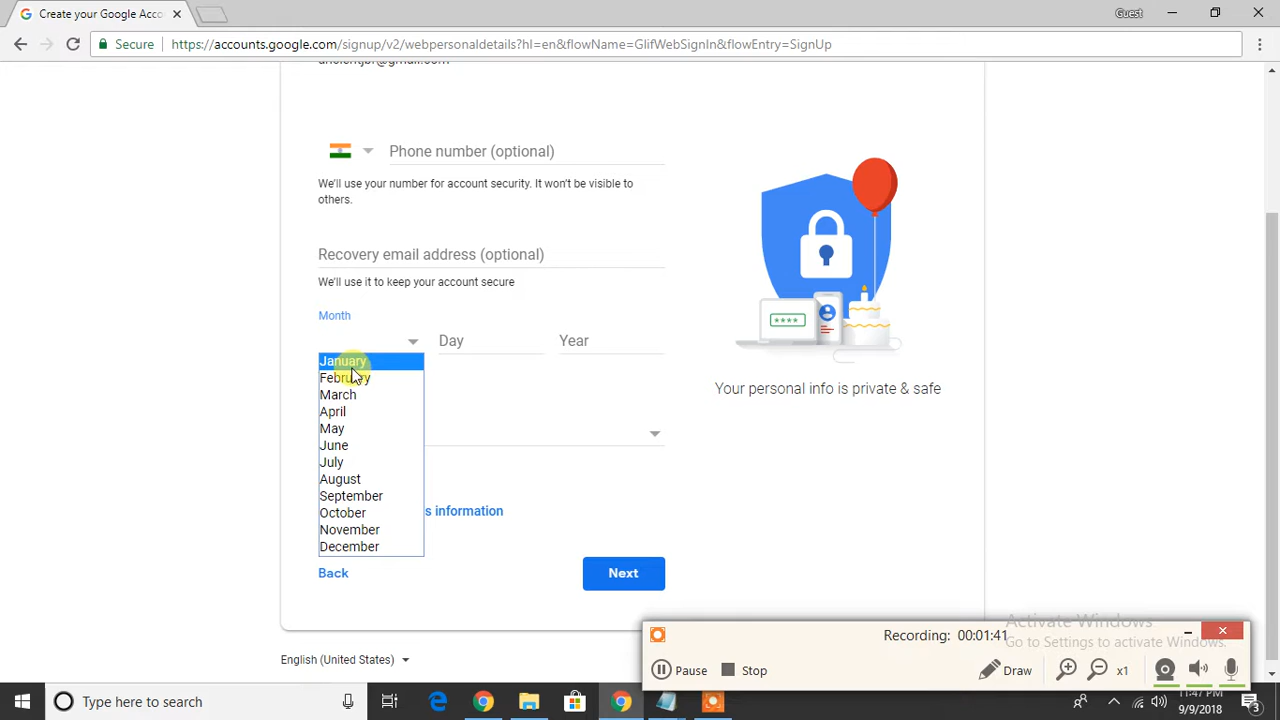 Create your Google Acco
Guest
Secure
https://accounts.google.com/signup/v2/webpersonaldetails?hl=en&flowName=GlifWebSignIn&flowEntry=SignUp
Phone number (optional)
We'll use your number for account security. It won't be visible to
others.
Recovery email address (optional)
We'll use it to keep your account secure
Month
Day
Year
January
February
March
April
May
June
July
August
September
October
November
December
s information
Back
Next
****
Your personal info is private & safe
Activate Windows
Go to Settings to activate Windows.
Recording: 00:01:41
Pause
Stop
Draw
x1
English (United States)
Type here to search
11:47 PM
9/9/2018
3